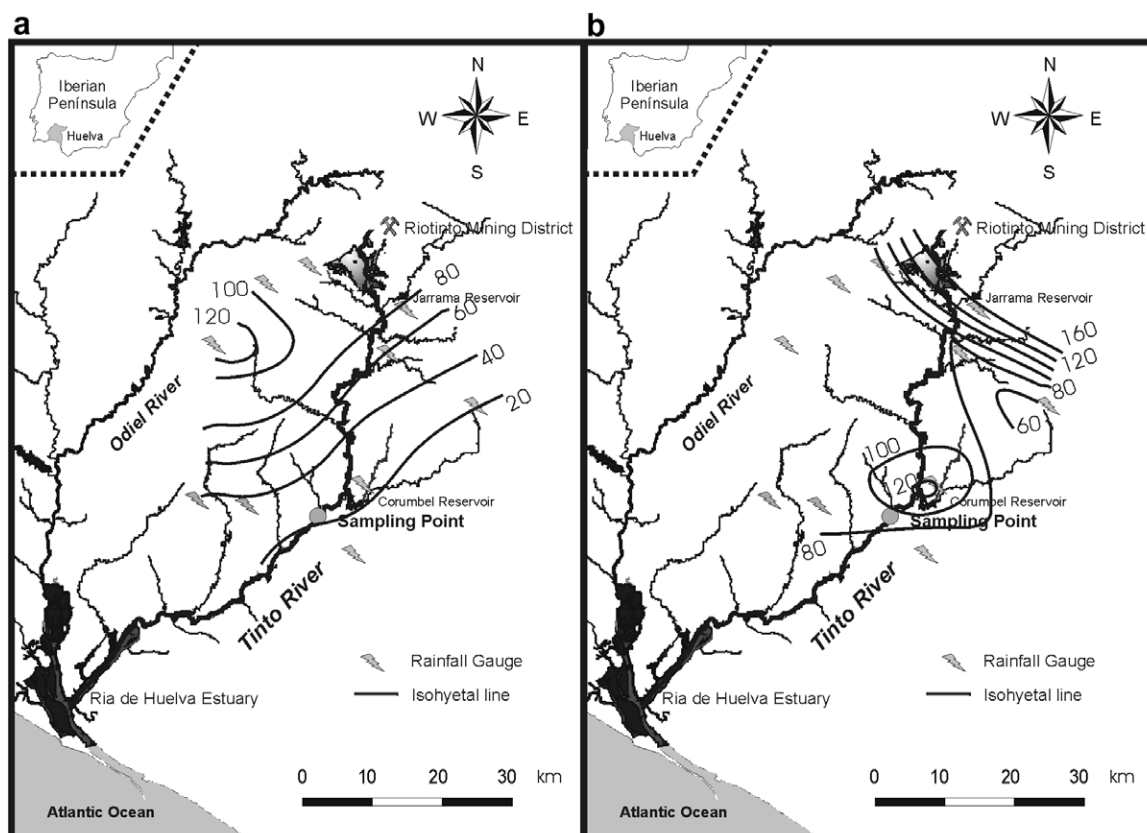 a
Iberian
Península
Huelva
N
W E
S
Riotinto Mining District
Jarrama Reservoir
80
60
100
120
40
20
Odiel River
Corumbel Reservoir
Sampling Point
Tinto River
Rainfall Gauge
Isohyetal line
Ria de Huelva Estuary
0 10 20 30 km
Atlantic Ocean
b
Iberian
Península
Huelva
N
W E
S
Riotinto Mining District
Jarrama Reservoir
160
120
80
60
Odiel River
100
20
Corumbel Reservoir
Sampling Point
80
Tinto River
Rainfall Gauge
Isohyetal line
Ria de Huelva Estuary
0 10 20 30 km
Atlantic Ocean